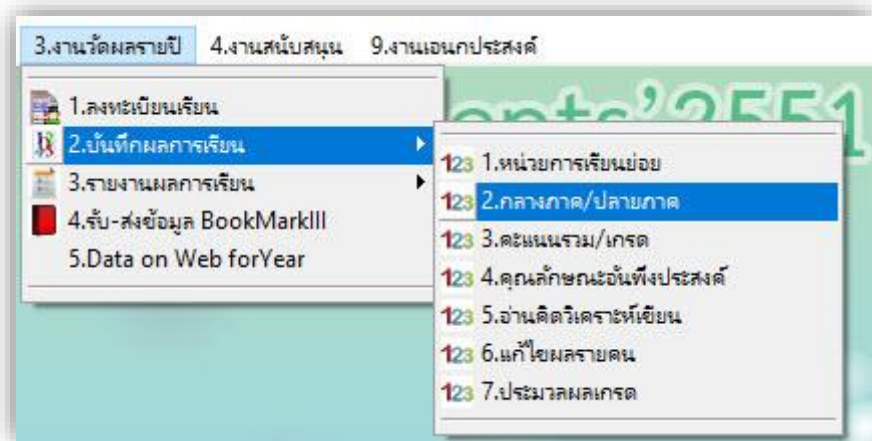 3.งานวัดผลรายปี 4.งานสนับสนุน 9.งานเอนกประสงค์
ents'2551
1.ลงทะเบียนเรียน
2.บันทึกผลการเรียน
3.รายงานผลการเรียน
4.รับ-ส่งข้อมูล BookMarkIII
5.Data on Web forYear
123 1.หน่วยการเรียนย่อย
123 2.กลางภาค/ปลายภาค
123 3.คะแนนรวม/เกรด
123 4.คุณลักษณะอันพึงประสงค์
123 5.อ่านคิดวิเคราะห์เขียน
123 6.แก้ไขผลรายคน
123 7.ประมวลผลเกรด